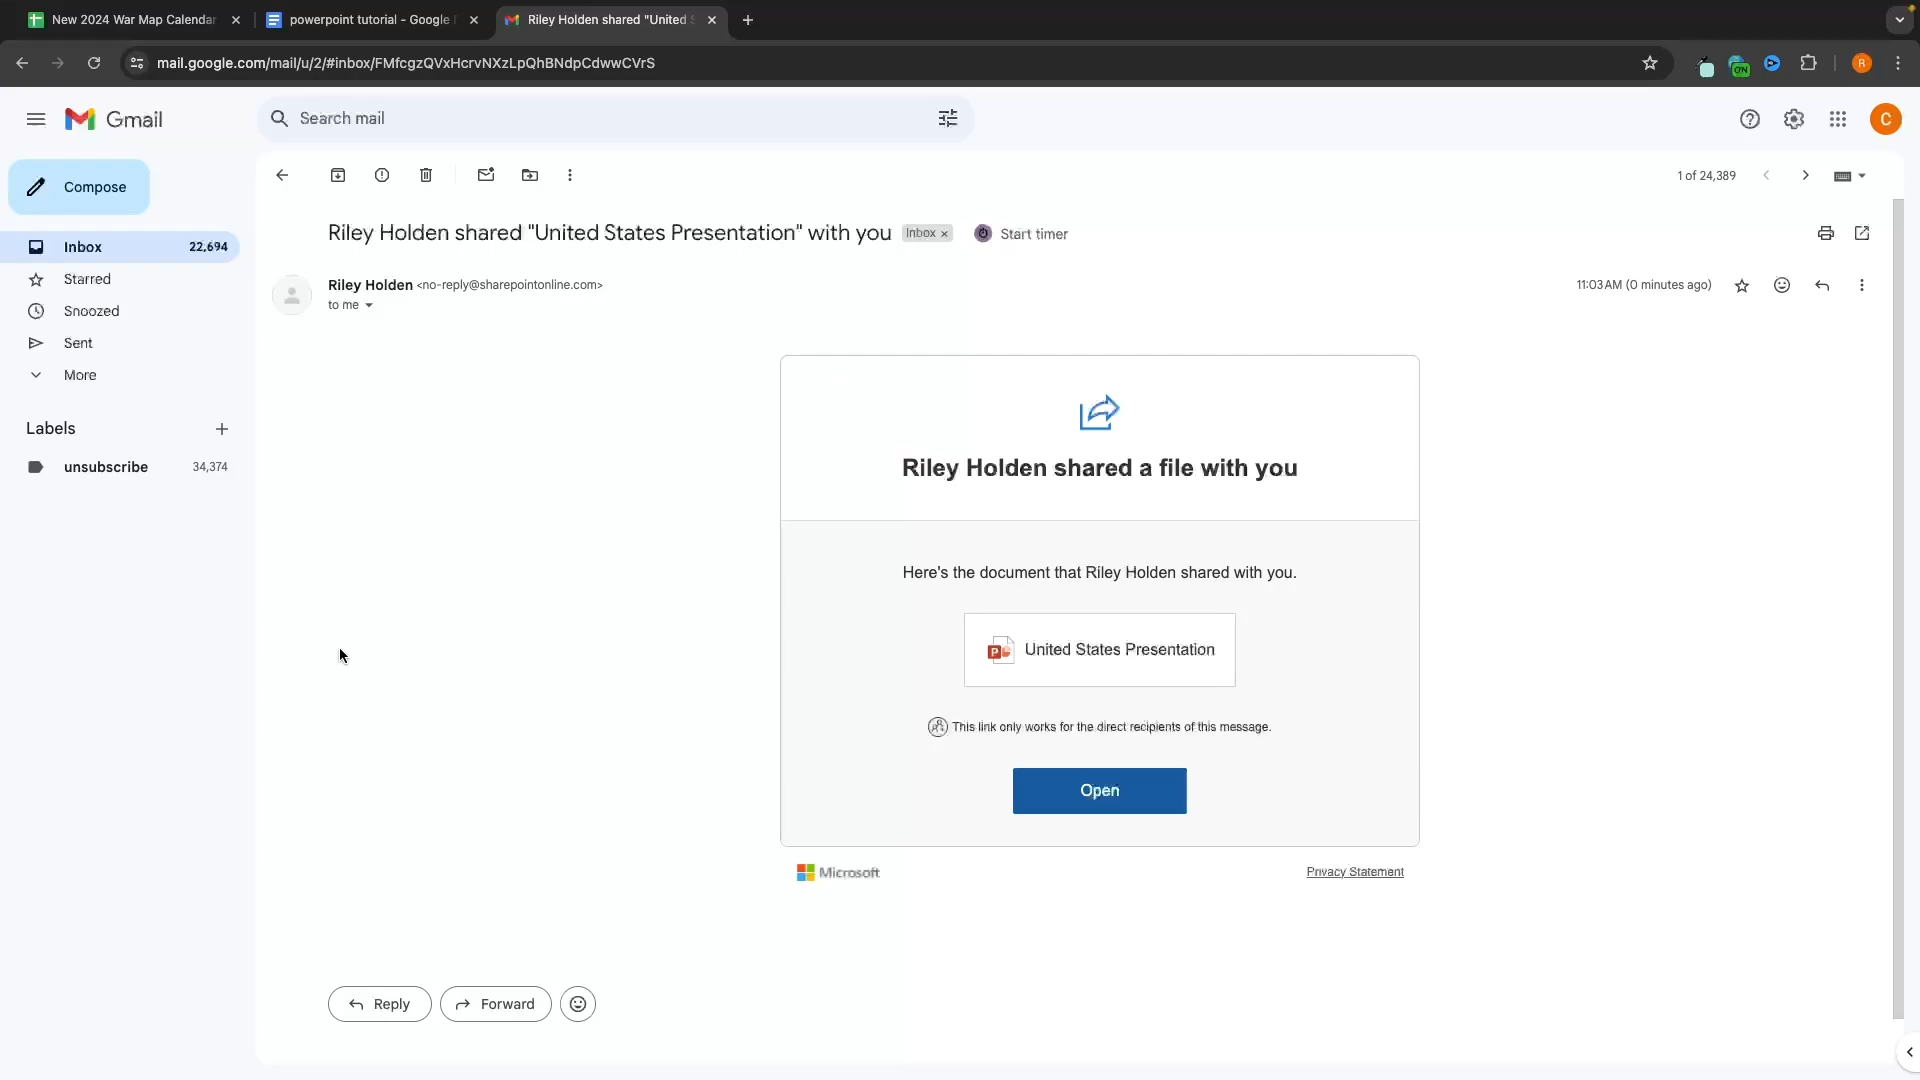 New 2024 War Map Calendar
powerpoint tutorial - Google
Riley Holden shared "United S
mail.google.com/mail/u/2/#inbox/FMfcgzQVxHcrvNXzLpQhBNdpCdwwCVrS
ON
R
Gmail
Search mail
C
Compose
1 of 24,389
Riley Holden shared "United States Presentation" with you
Inbox ×
Start timer
Inbox 22,694
Starred
Snoozed
Sent
More
Labels +
unsubscribe 34,374
Riley Holden <no-reply@sharepointonline.com>
11:03 AM (0 minutes ago)
to me
Riley Holden shared a file with you
Here's the document that Riley Holden shared with you.
P
United States Presentation
This link only works for the direct recipients of this message.
Open
Microsoft
Privacy Statement
Reply
Forward